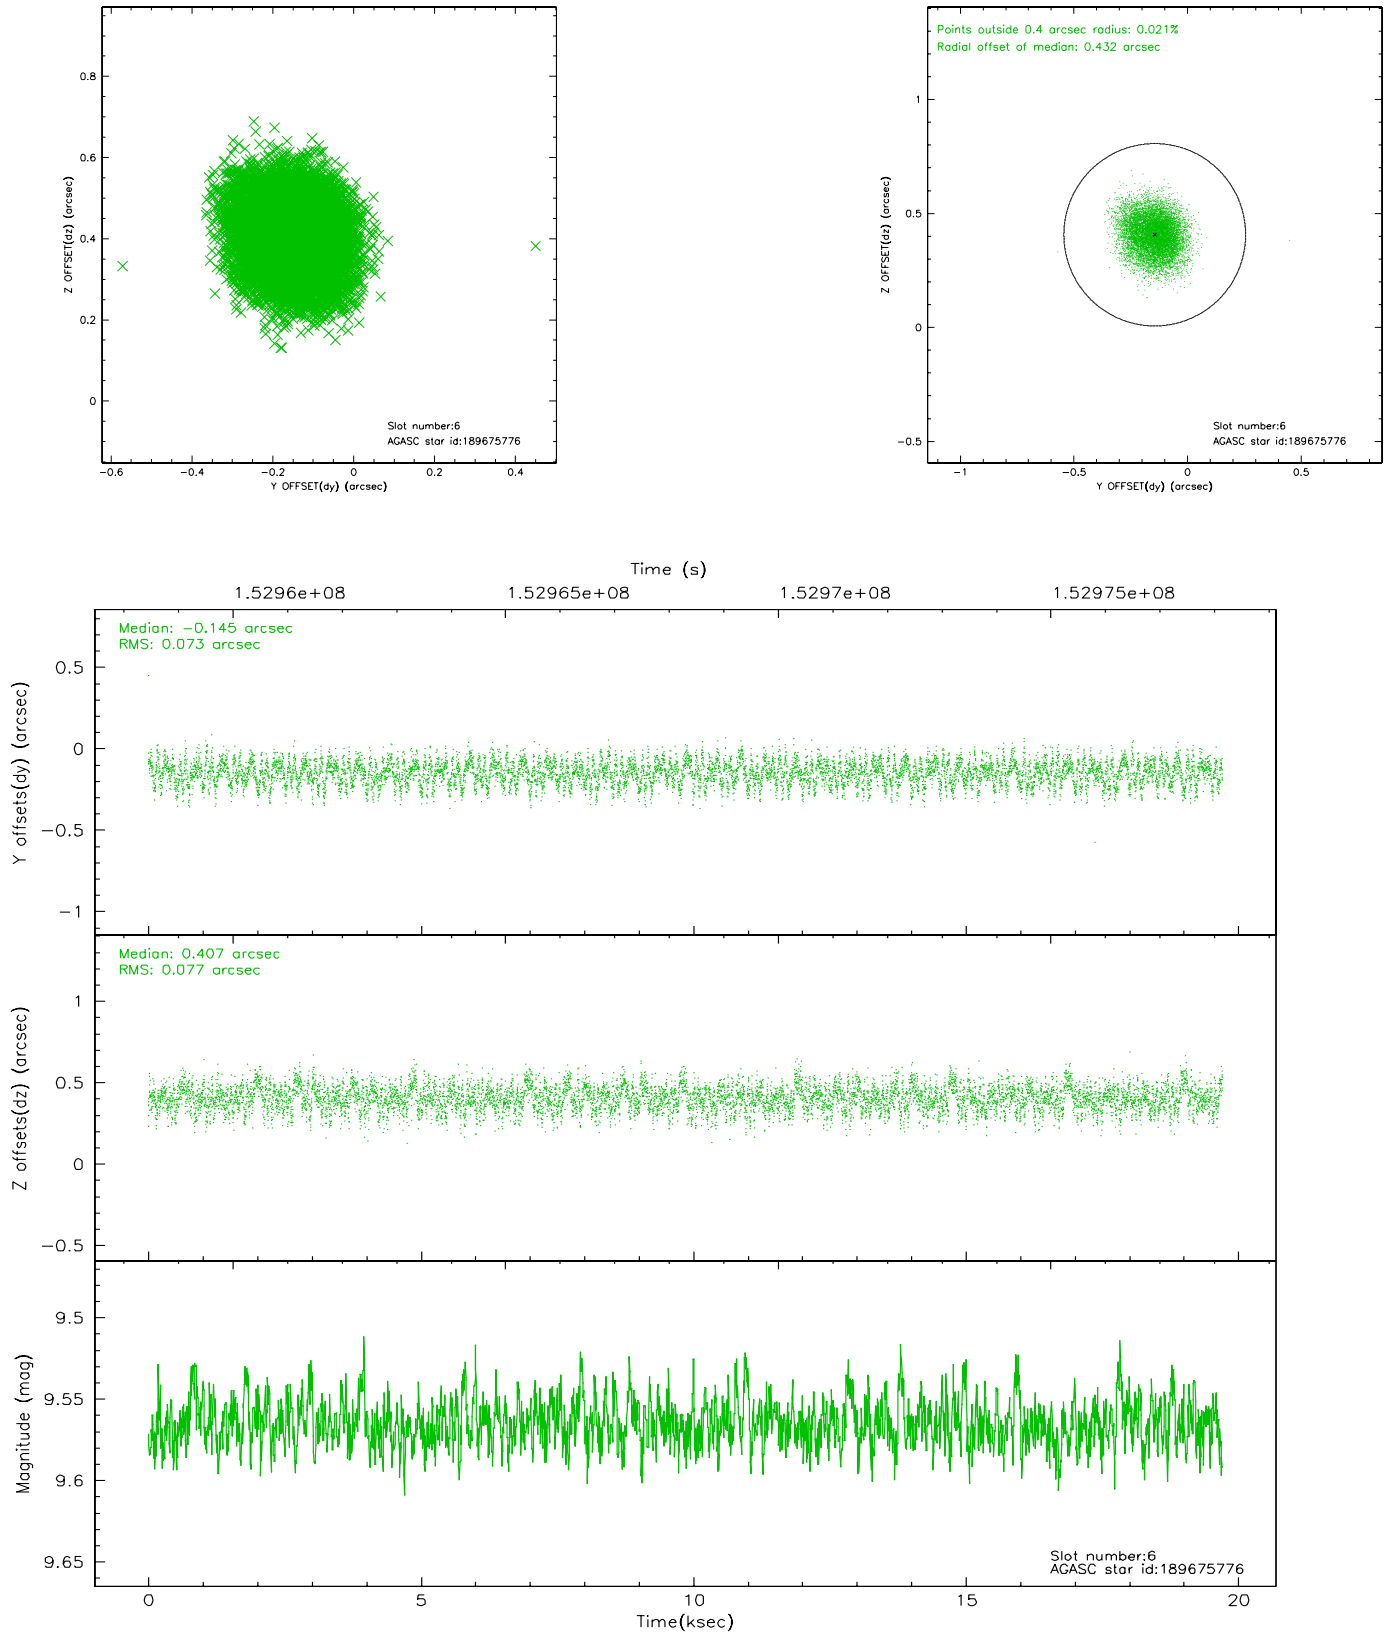 Z OFFSET(dz) (arcsec)
0.8
0.6
0.4
0.2
0
Slot number:6
AGASC star id:189675776
−0.6
−0.4
−0.2
0
0.2
0.4
Y OFFSET(dy) (arcsec)
Points outside 0.4 arcsec radius: 0.021%
Radial offset of median: 0.432 arcsec
Z OFFSET(dz) (arcsec)
1
0.5
0
−0.5
Slot number:6
AGASC star id:189675776
−1
−0.5
0
0.5
Y OFFSET(dy) (arcsec)
Time (s)
1.5296e+08
1.52965e+08
1.5297e+08
1.52975e+08
Median: −0.145 arcsec
RMS: 0.073 arcsec
Y offsets(dy) (arcsec)
0.5
0
−0.5
−1
Median: 0.407 arcsec
RMS: 0.077 arcsec
Z offsets(dz) (arcsec)
1
0.5
0
−0.5
Magnitude (mag)
9.5
9.55
9.6
9.65
Slot number:6
AGASC star id:189675776
0
5
10
15
20
Time(ksec)